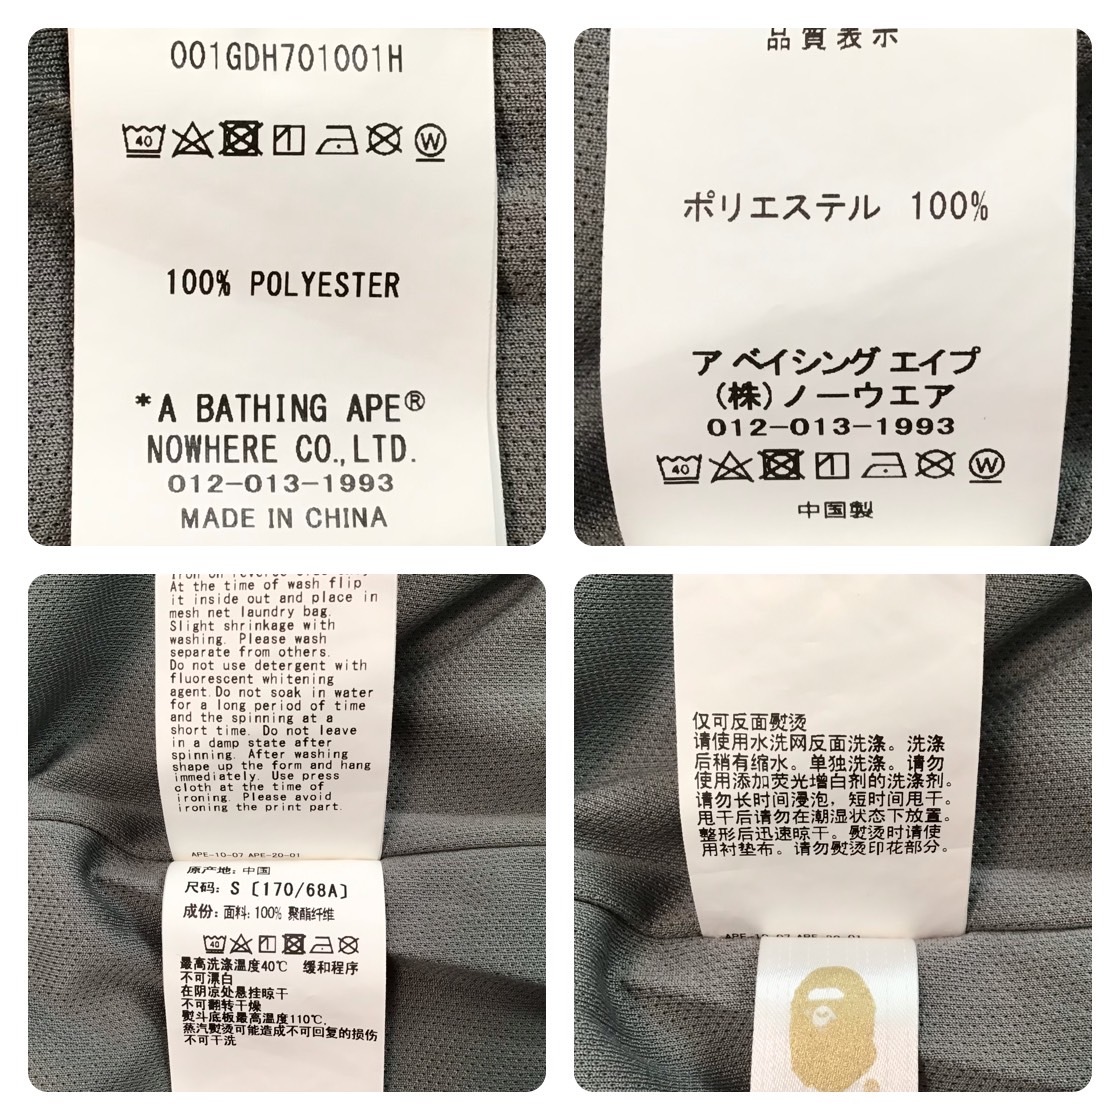 001GDH701001H
40
W
100% POLYESTER
*A BATHING APE®
NOWHERE CO.,LTD.
012-013-1993
MADE IN CHINA
品質表示
ポリエステル 100%
ア ベイシング エイプ
(株)ノーウエア
012-013-1993
40
W
中国製
Iron on reverse
At the time of wash flip
it inside out and place in
mesh net laundry bag.
Slight shrinkage with
washing. Please wash
separate from others.
Do not use detergent with
fluorescent whitening
agent.Do not soak in water
for a long period of time
and the spinning at a
short time. Do not leave
in a damp state after
spinning. After washing
shape up the form and hang
immediately. Use press
cloth at the time of
ironing. Please avoid
ironing the print part.
APE-10-07 APE-20-01
原产地: 中国
尺码: S (170/68A)
成份: 面料: 100% 聚酯纤维
40
最高洗涤温度40℃ 缓和程序
不可漂白
在阴凉处悬挂晾干
不可翻转干燥
熨斗底板最高温度110℃,
蒸汽熨烫可能造成不可回复的损伤
不可干洗
仅可反面熨烫
请使用水洗网反面洗涤。洗涤
后稍有缩水。单独洗涤。请勿
使用添加荧光增白剂的洗涤剂.
请勿长时间浸泡，短时间甩干。
甩干后请勿在潮湿状态下放置。
整形后迅速晾干。熨烫时请使
用衬垫布。请勿熨烫印花部分。
APE-10-07 APE-20-01